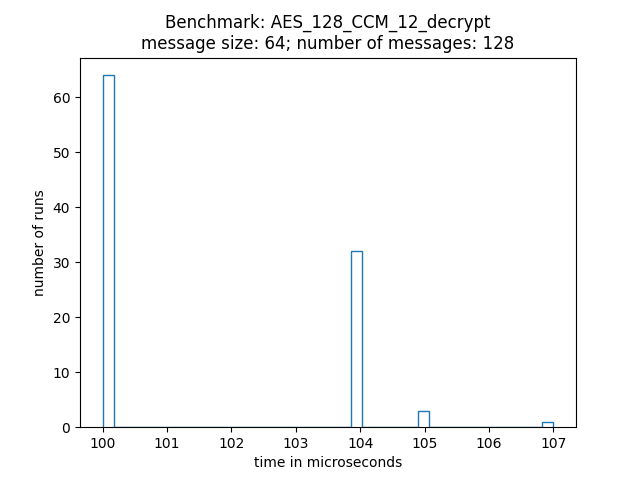 Benchmark: AES_128_CCM_12_decrypt
message size: 64; number of messages: 128
number of runs
60
50
40
30
20
10
0
100 101 102 103 104 105 106 107
time in microseconds